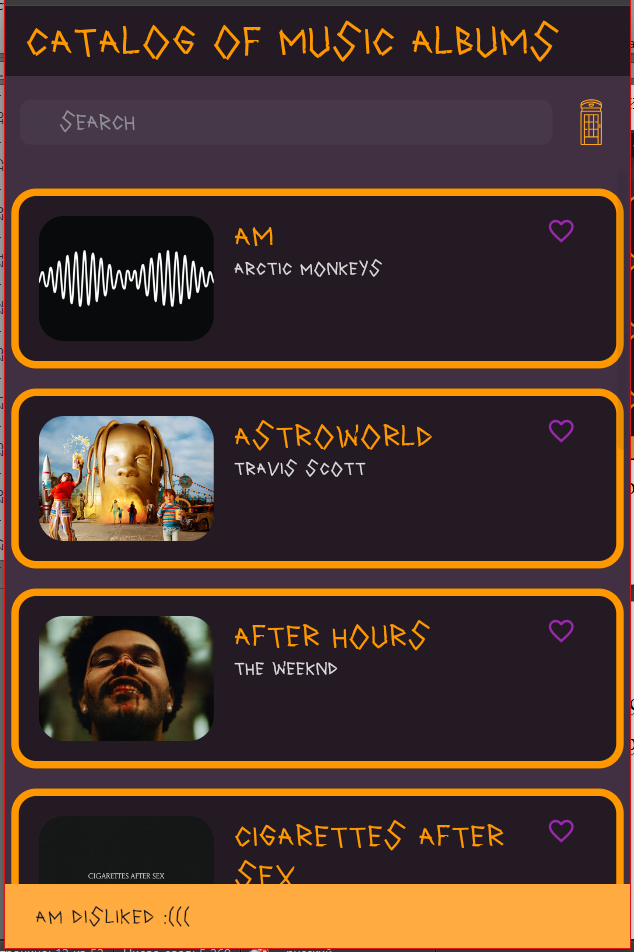 CATALOG OF MUSIC ALBUMS
SEARCH
AM
ARCTIC MONKEYS
ASTROWORLD
TRAVIS SCOTT
AFTER HOURS
THE WEEKND
CIGARETTES AFTER
SEX
CIGARETTES AFTER SEX
AM DISLIKED :(((